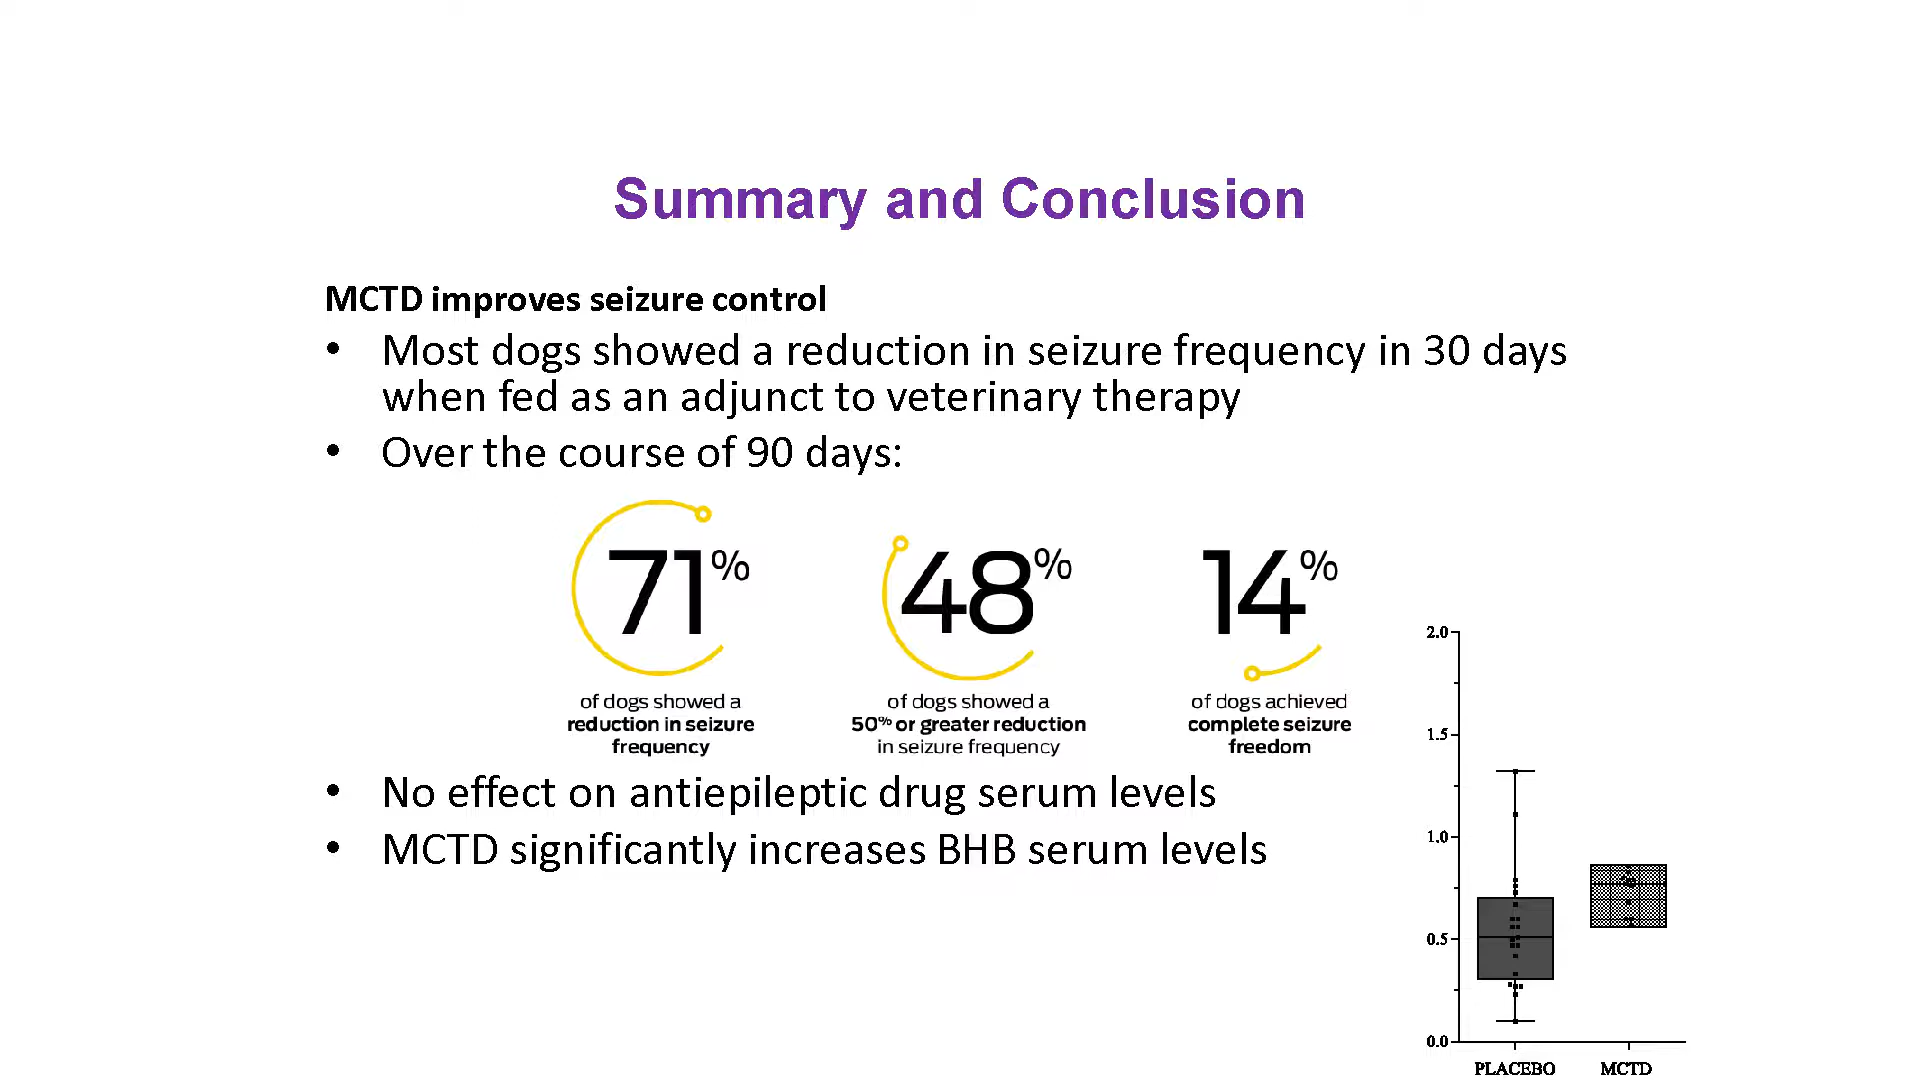 Summary and Conclusion
MCTD improves seizure control
• Most dogs showed a reduction in seizure frequency in 30 days
when fed as an adjunct to veterinary therapy
• Over the course of 90 days:
71%
of dogs showed a
reduction in seizure
frequency
48%
of dogs showed a
50% or greater reduction
in seizure frequency
14%
of dogs achieved
complete seizure
freedom
• No effect on antiepileptic drug serum levels
• MCTD significantly increases BHB serum levels
2.0
1.5
1.0
0.5
0.0
PLACEBO MCTD